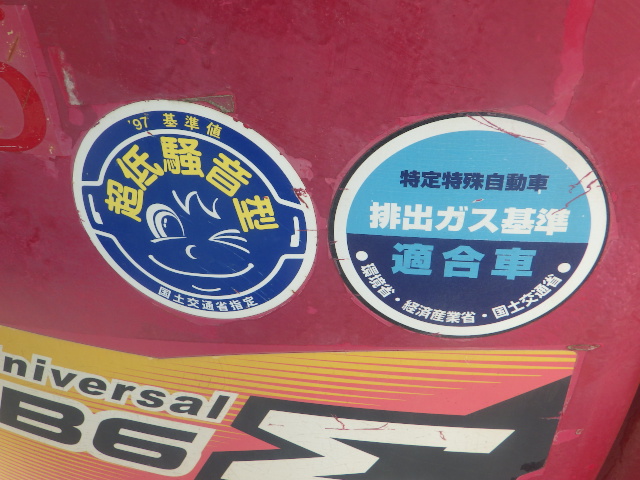 '97 基準値
超低騒音型
国土交通省指定
特定特殊自動車
排出ガス基準
適合車
環境省・経済産業省・国土交通省
universal
B6